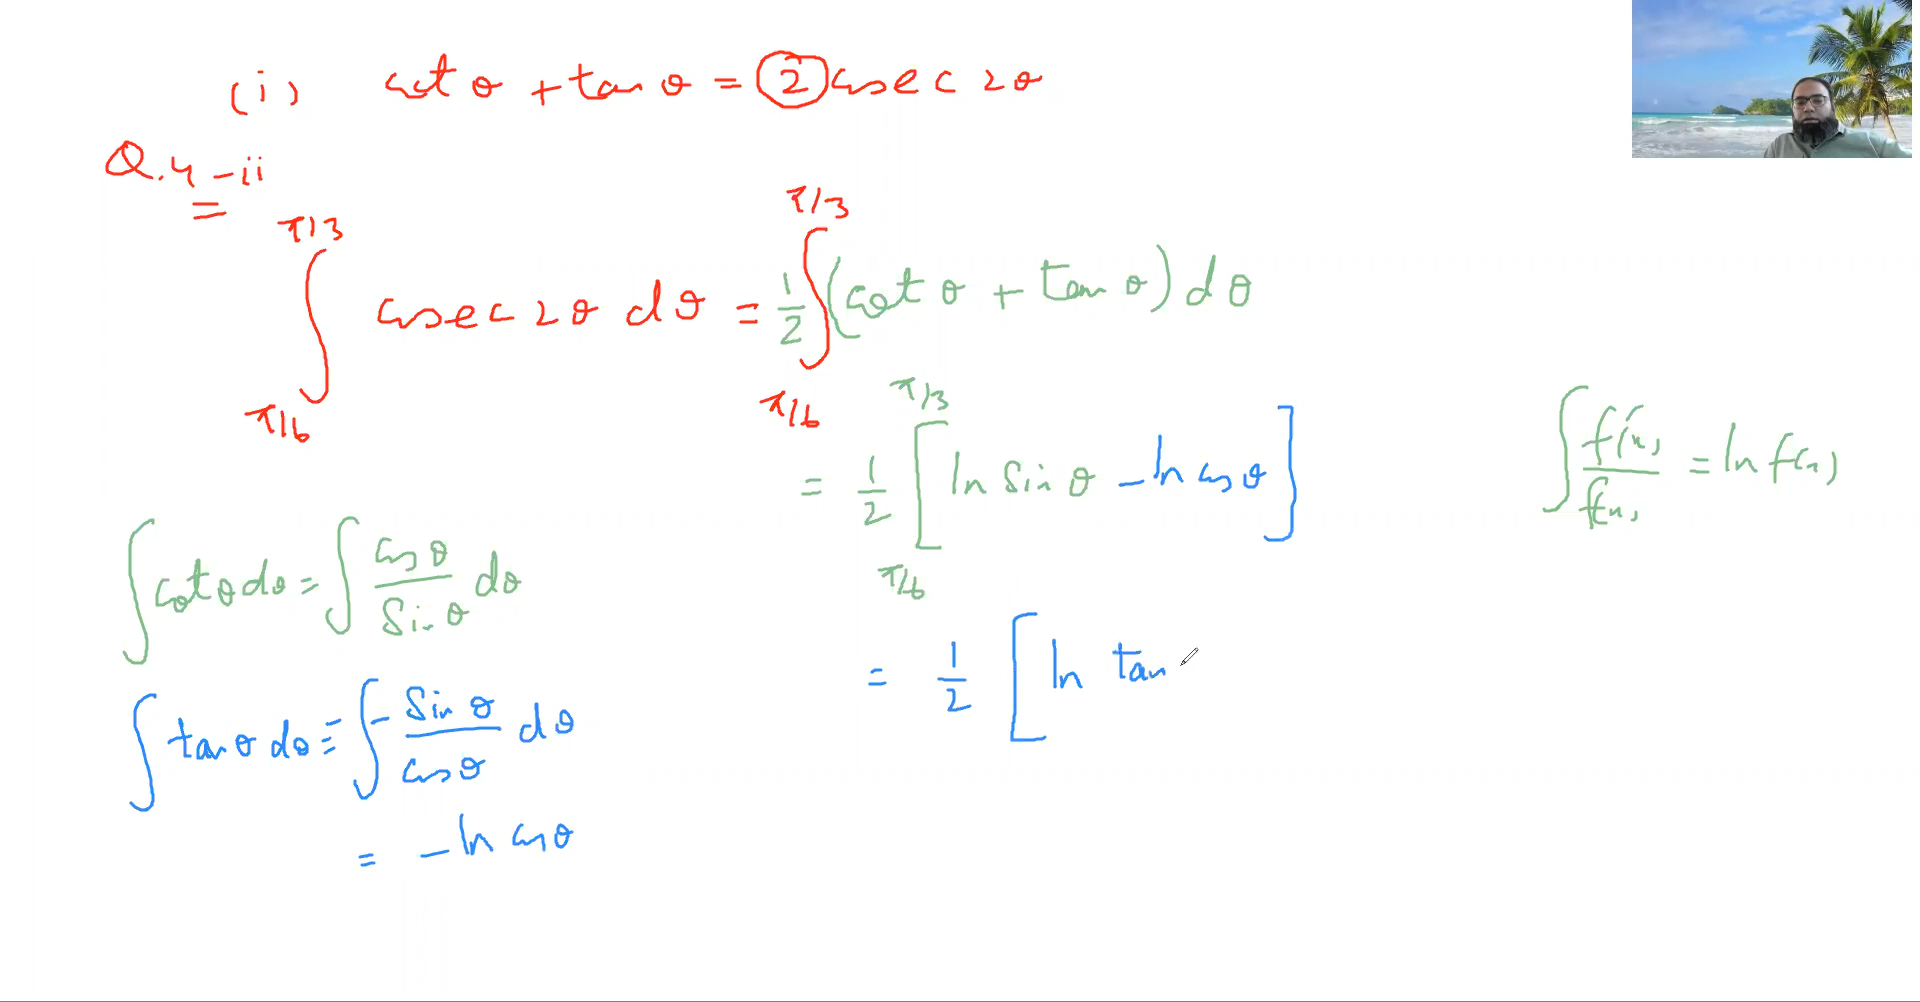 (i) cot θ + tan θ = 2 cosec 2θ
Q.4 -ii
∫_{π/6}^{π/3} cosec 2θ dθ = 1/2 ∫_{π/6}^{π/3} (cot θ + tan θ) dθ
= 1/2 [ln sin θ - ln cos θ]_{π/6}^{π/3}
∫ f'(x)/f(x) = ln f(x)
∫ cot θ dθ = ∫ cos θ / sin θ dθ
= 1/2 [ln tan
∫ tan θ dθ = - ∫ - sin θ / cos θ dθ
= - ln cos θ